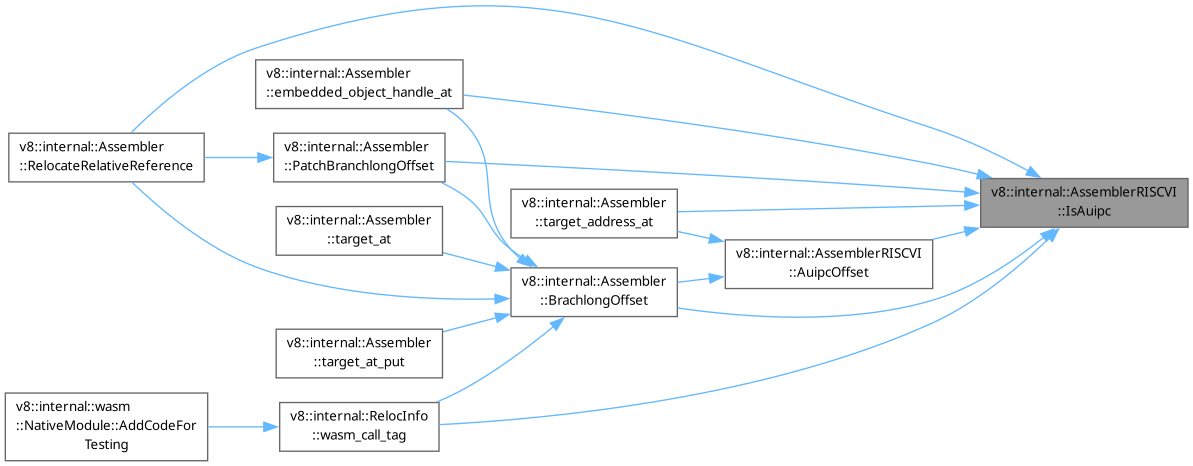 v8::internal::Assembler
::embedded_object_handle_at
v8::internal::Assembler
::RelocateRelativeReference
v8::internal::Assembler
::PatchBranchlongOffset
v8::internal::AssemblerRISCVI
::IsAuipc
v8::internal::Assembler
::target_address_at
v8::internal::Assembler
::target_at
v8::internal::AssemblerRISCVI
::AuipcOffset
v8::internal::Assembler
::BrachlongOffset
v8::internal::Assembler
::target_at_put
v8::internal::wasm
::NativeModule::AddCodeFor
Testing
v8::internal::RelocInfo
::wasm_call_tag